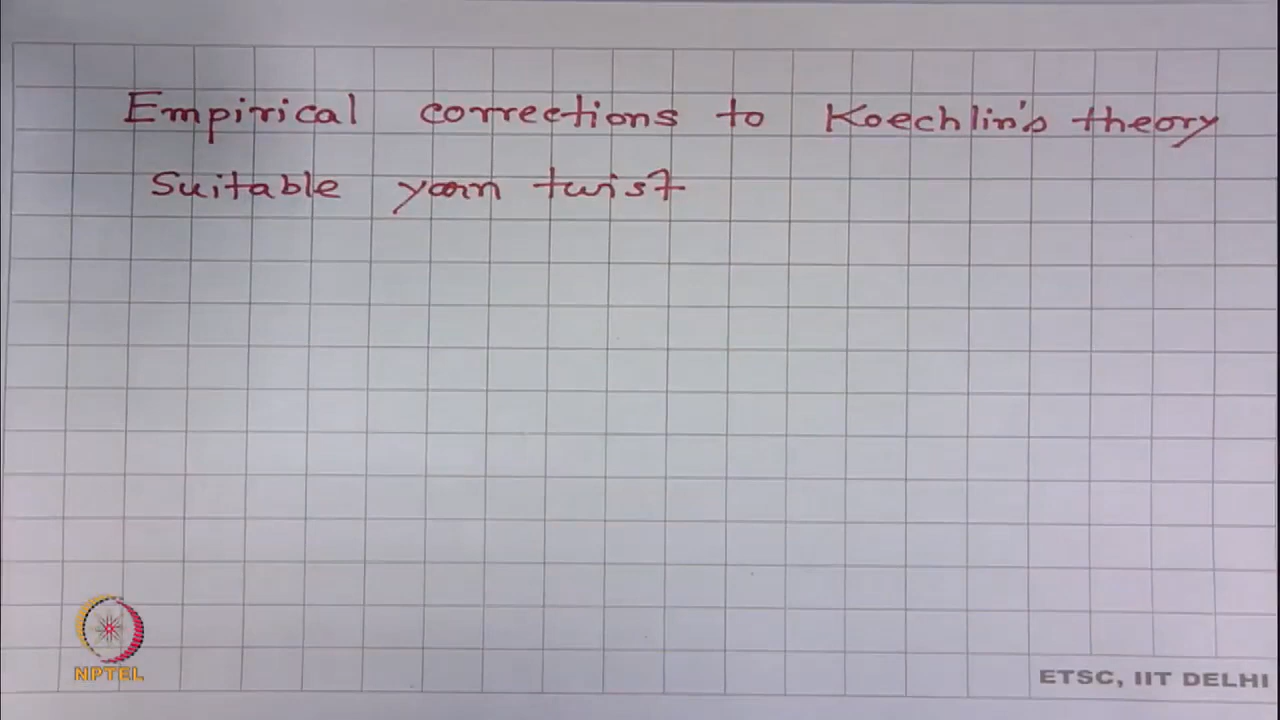 Empirical corrections to Koechlin's theory
Suitable yarn twist
NPTEL
ETSC, IIT DELHI